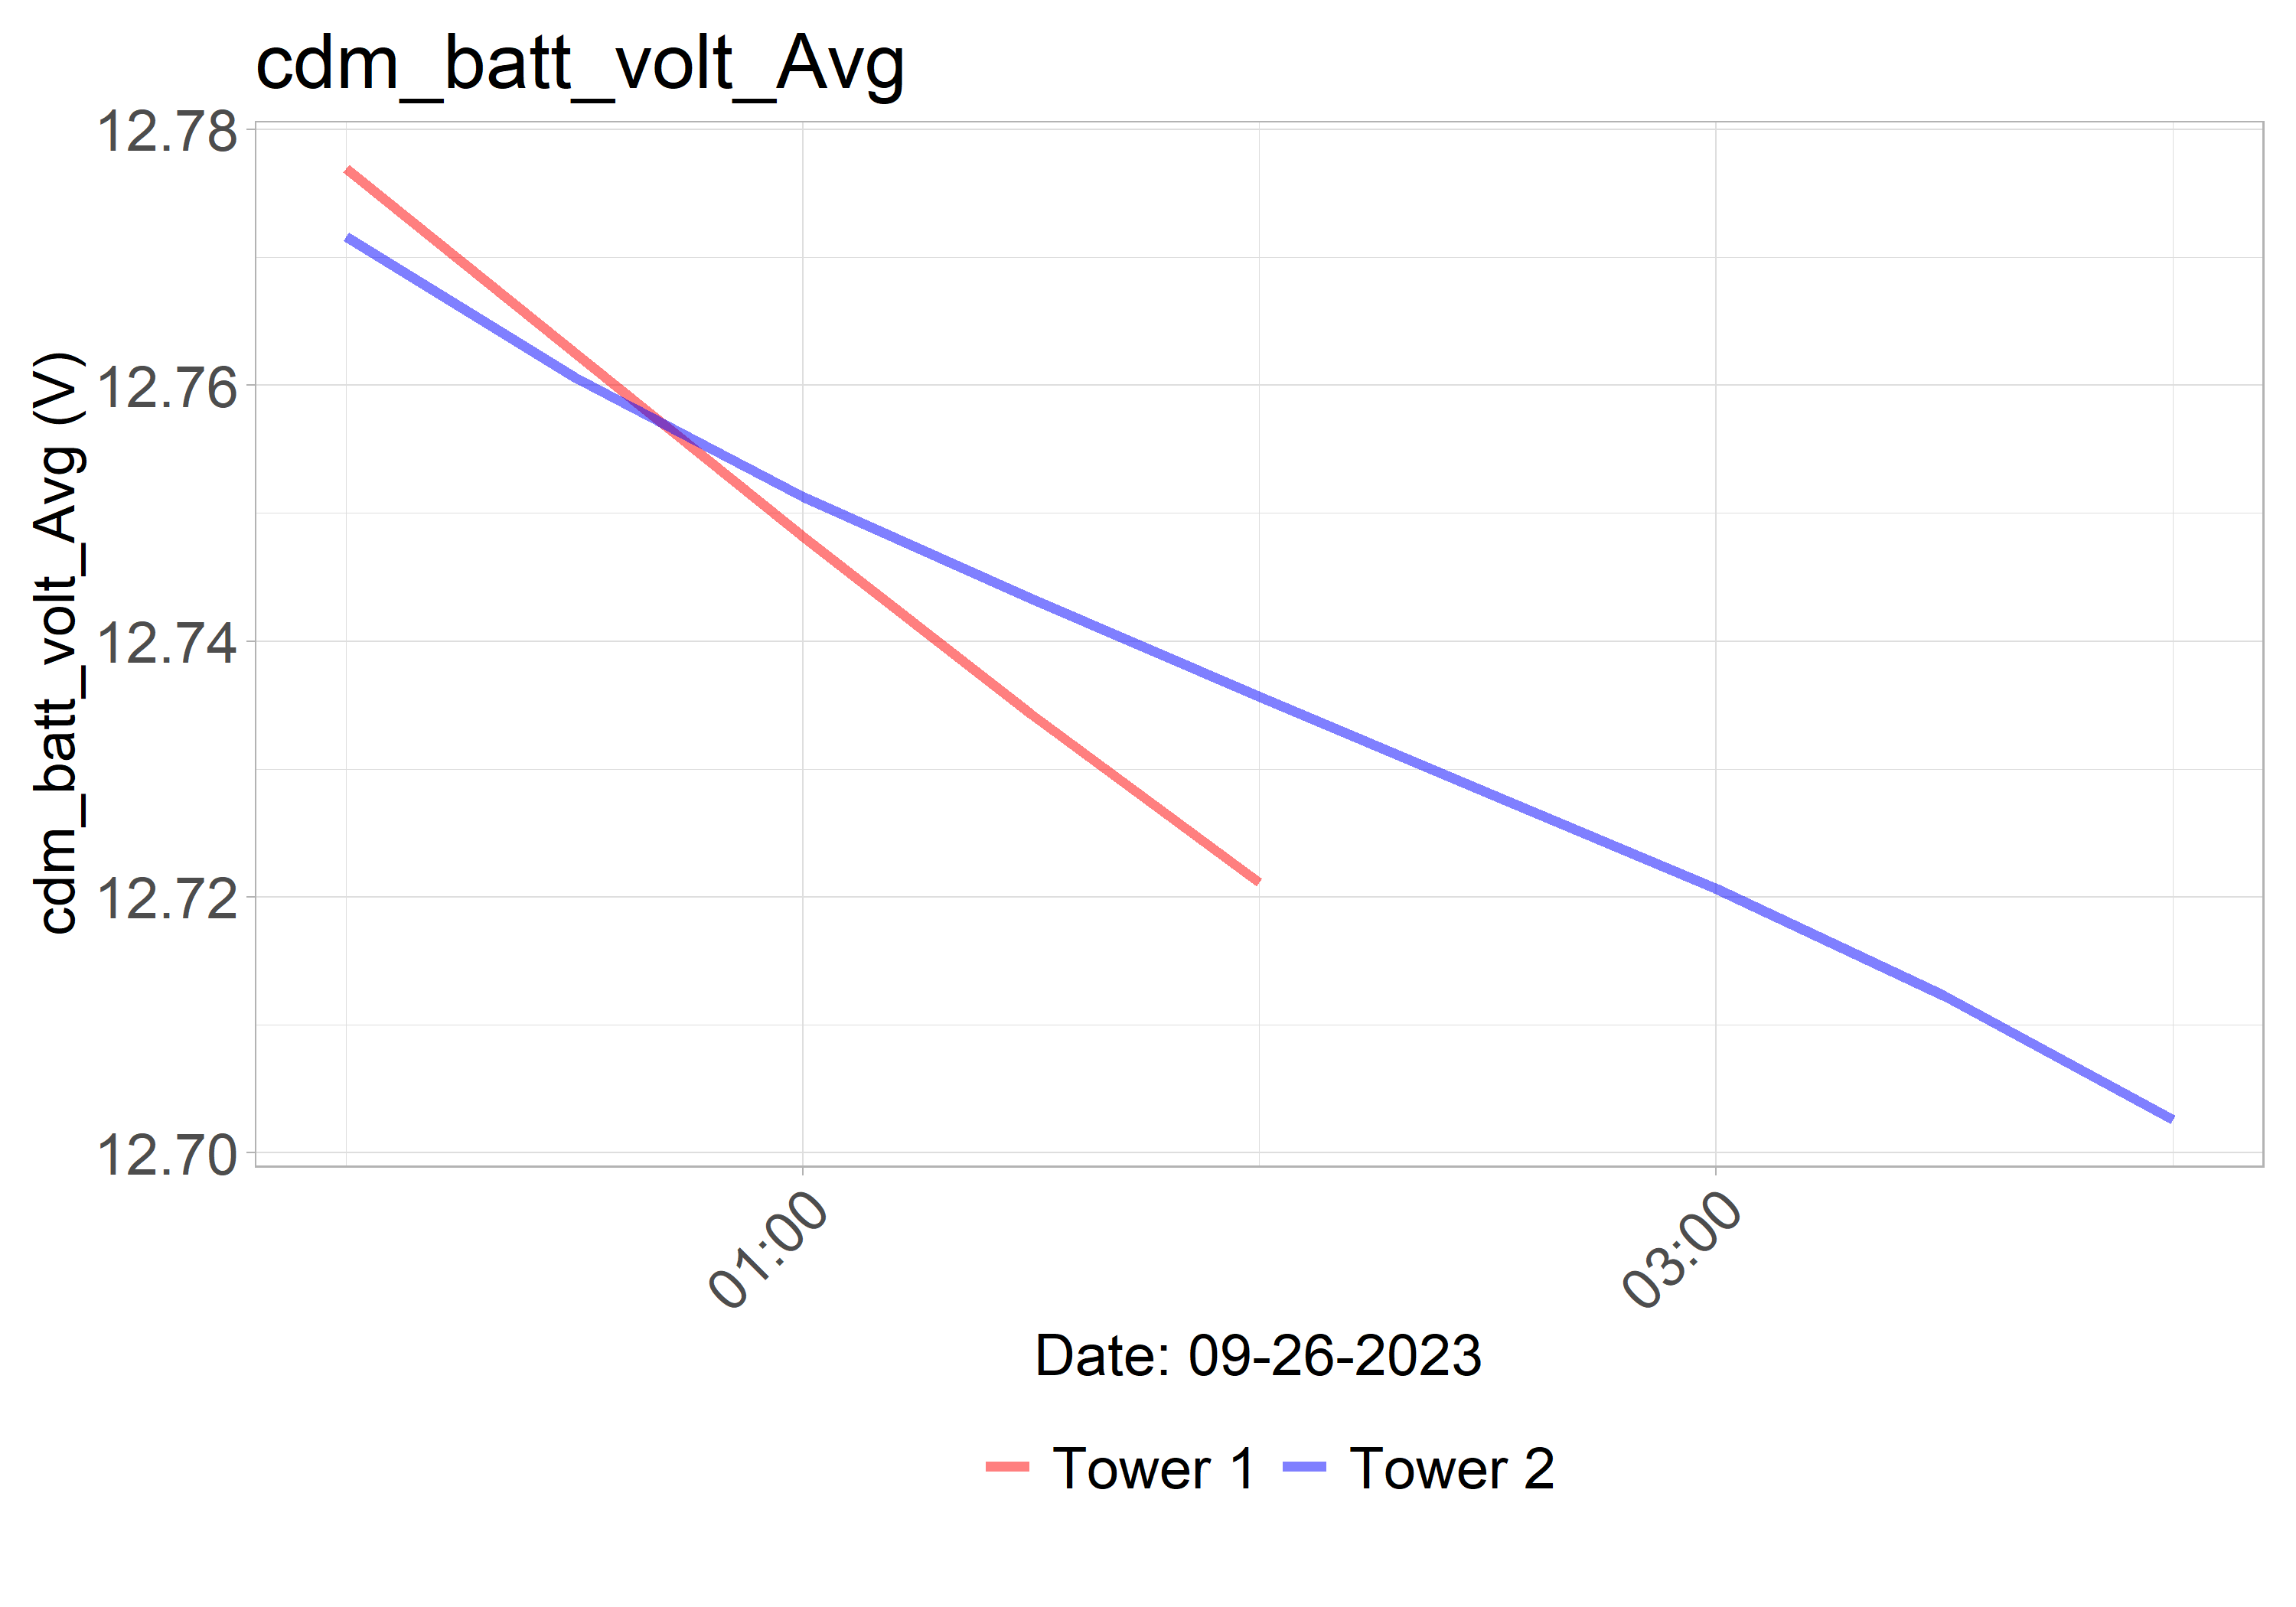 cdm_batt_volt_Avg
cdm_batt_volt_Avg (V)
12.78
12.76
12.74
12.72
12.70
01:00
03:00
Date: 09-26-2023
Tower 1
Tower 2